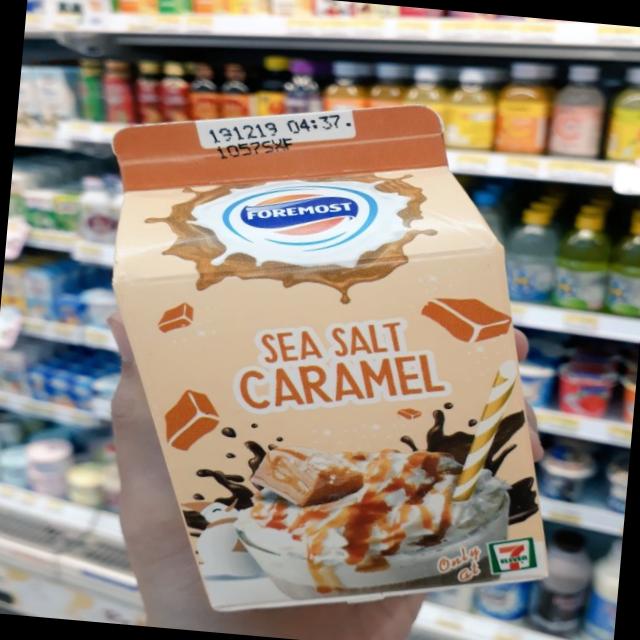 191219 04:37.
1057SXF
FOREMOST
SEA SALT
CARAMEL
Only
at
7
ELEVEN